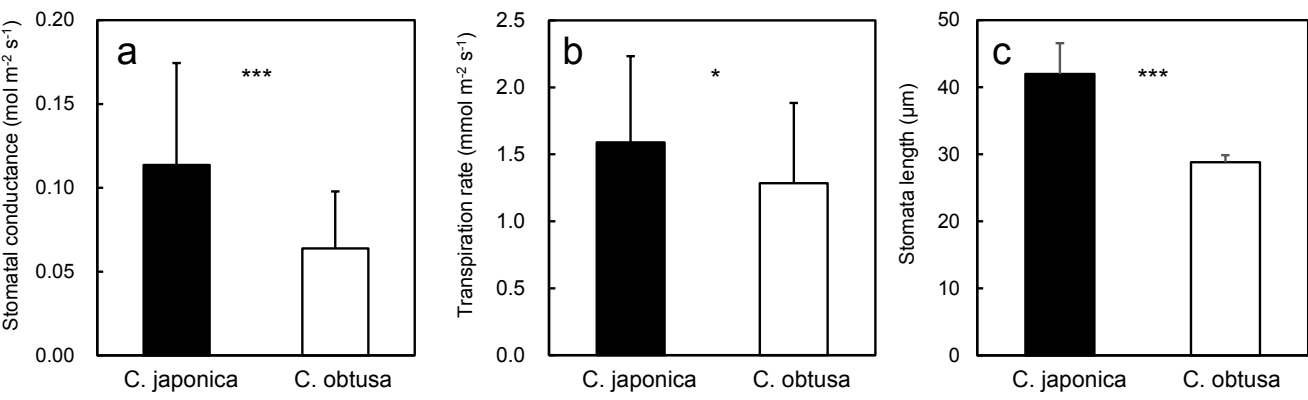 a
***
Stomatal conductance (mol m-2 s-1)
0.20
0.15
0.10
0.05
0.00
C. japonica C. obtusa
b
*
Transpiration rate (mmol m-2 s-1)
2.5
2.0
1.5
1.0
0.5
0.0
C. japonica C. obtusa
c
***
Stomata length (µm)
50
40
30
20
10
0
C. japonica C. obtusa